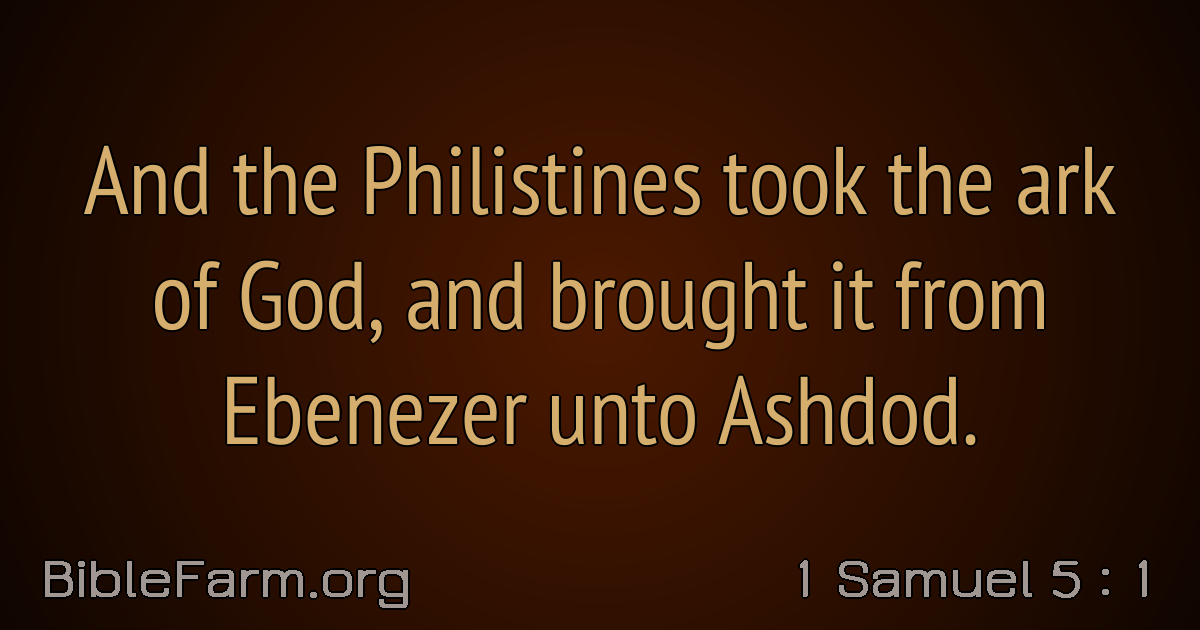 And the Philistines took the ark
of God, and brought it from
Ebenezer unto Ashdod.
BibleFarm.org
1 Samuel 5 : 1